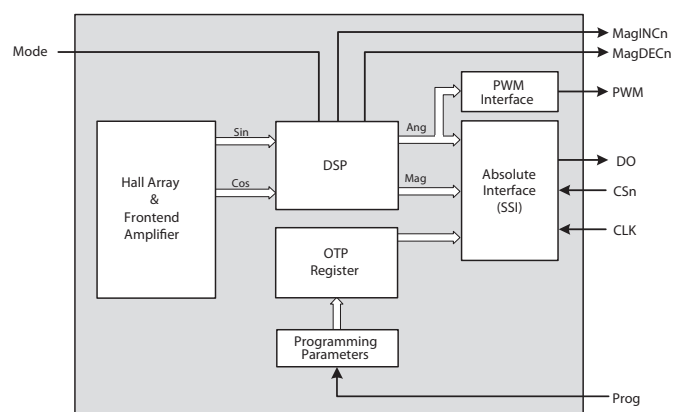 MagINCn
Mode
MagDECn
PWM
Interface
PWM
Sin
Ang
Hall Array
&
Frontend
Amplifier
DSP
Absolute
Interface
(SSI)
DO
Cos
Mag
CSn
CLK
OTP
Register
Programming
Parameters
Prog